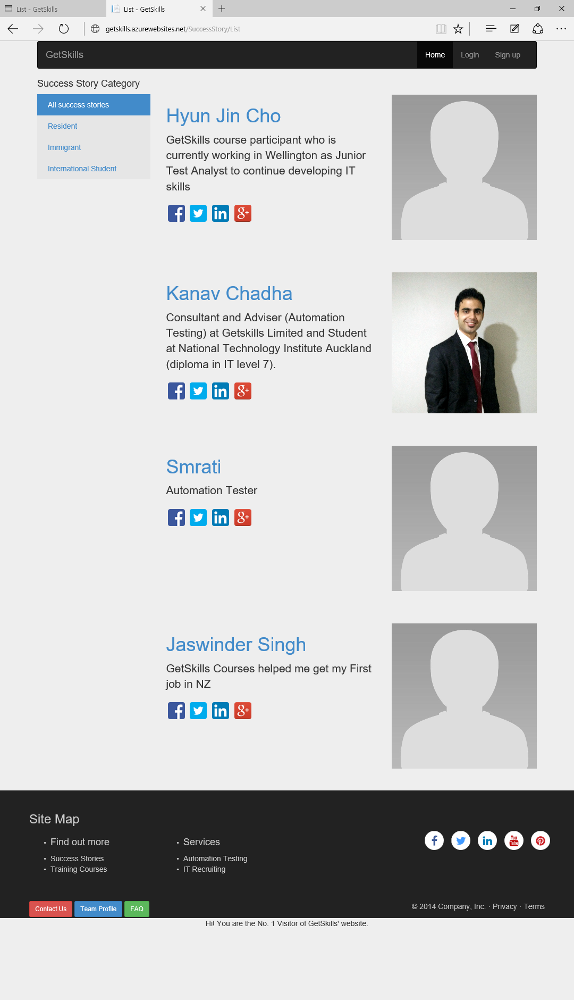 List - GetSkills
List - GetSkills
getskills.azurewebsites.net/SuccessStory/List
GetSkills
Home
Login
Sign up
Success Story Category
All success stories
Resident
Immigrant
International Student
Hyun Jin Cho
GetSkills course participant who is
currently working in Wellington as Junior
Test Analyst to continue developing IT
skills
Kanav Chadha
Consultant and Adviser (Automation
Testing) at Getskills Limited and Student
at National Technology Institute Auckland
(diploma in IT level 7).
Smrati
Automation Tester
Jaswinder Singh
GetSkills Courses helped me get my First
job in NZ
Site Map
Find out more
Success Stories
Training Courses
Services
Automation Testing
IT Recruiting
You
Tube
Contact Us
Team Profile
FAQ
© 2014 Company, Inc. · Privacy · Terms
Hi! You are the No. 1 Visitor of GetSkills' website.